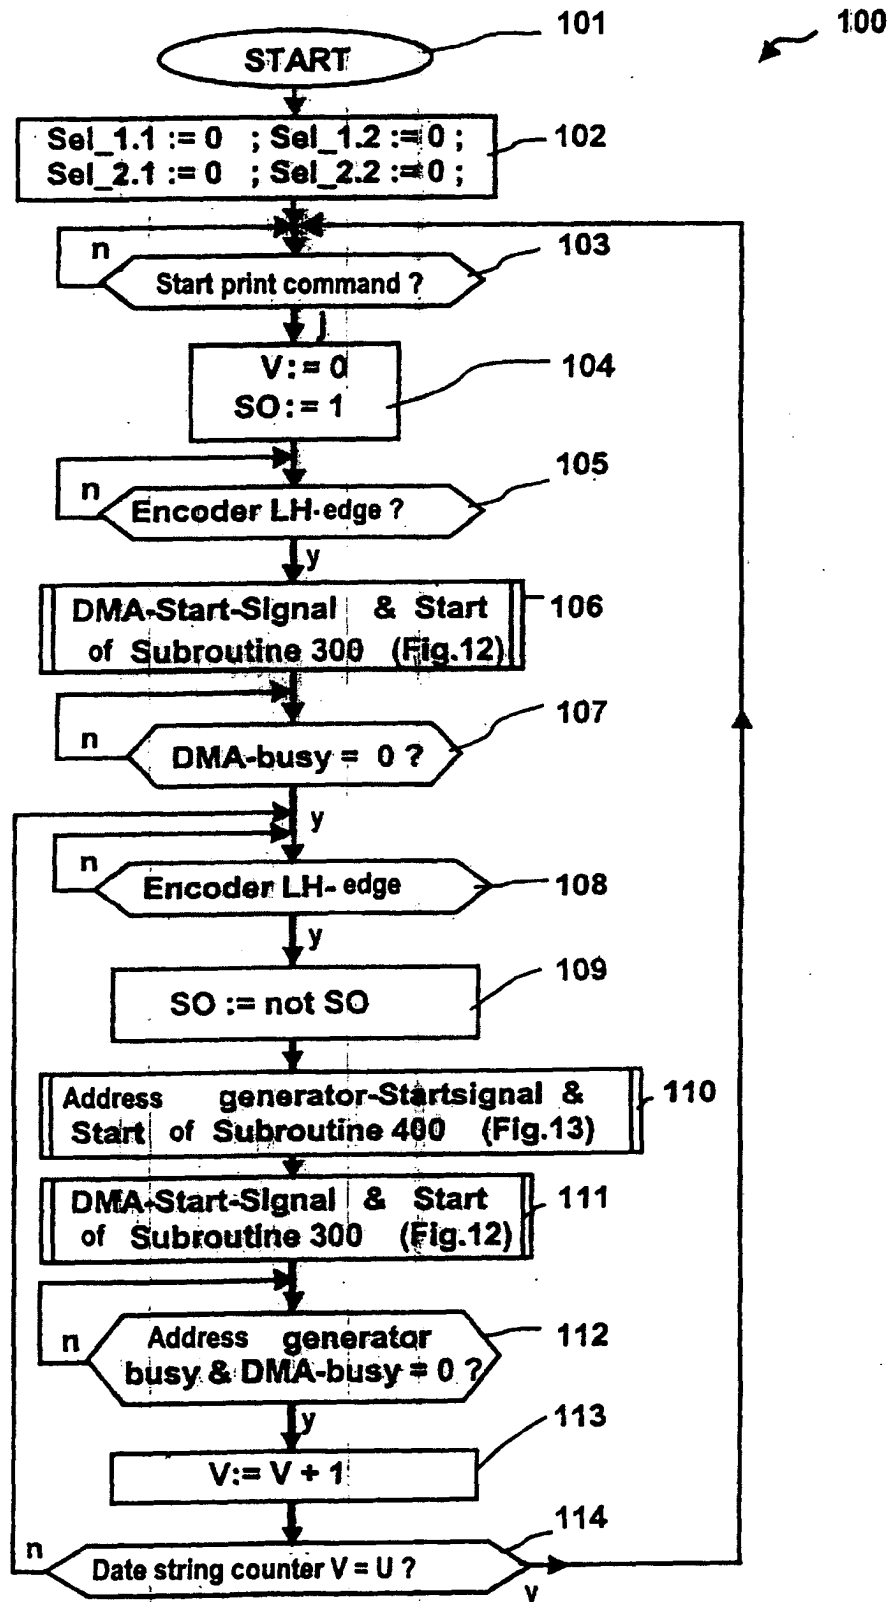 101
100
START
Sel_1.1 := 0 ; Sel_1.2 := 0 ;
Sel_2.1 := 0 ; Sel_2.2 := 0 ;
102
103
n
Start print command ?
j
V := 0
SO := 1
104
105
n
Encoder LH-edge ?
y
DMA-Start-Signal & Start
of Subroutine 300 (Fig.12)
106
107
n
DMA-busy = 0 ?
y
n
Encoder LH- edge
108
y
109
SO := not SO
Address generator-Startsignal &
Start of Subroutine 400 (Fig.13)
110
DMA-Start-Signal & Start
of Subroutine 300 (Fig.12)
111
n
Address generator
busy & DMA-busy = 0 ?
112
y
113
V:= V + 1
114
n
Date string counter V = U ?
y